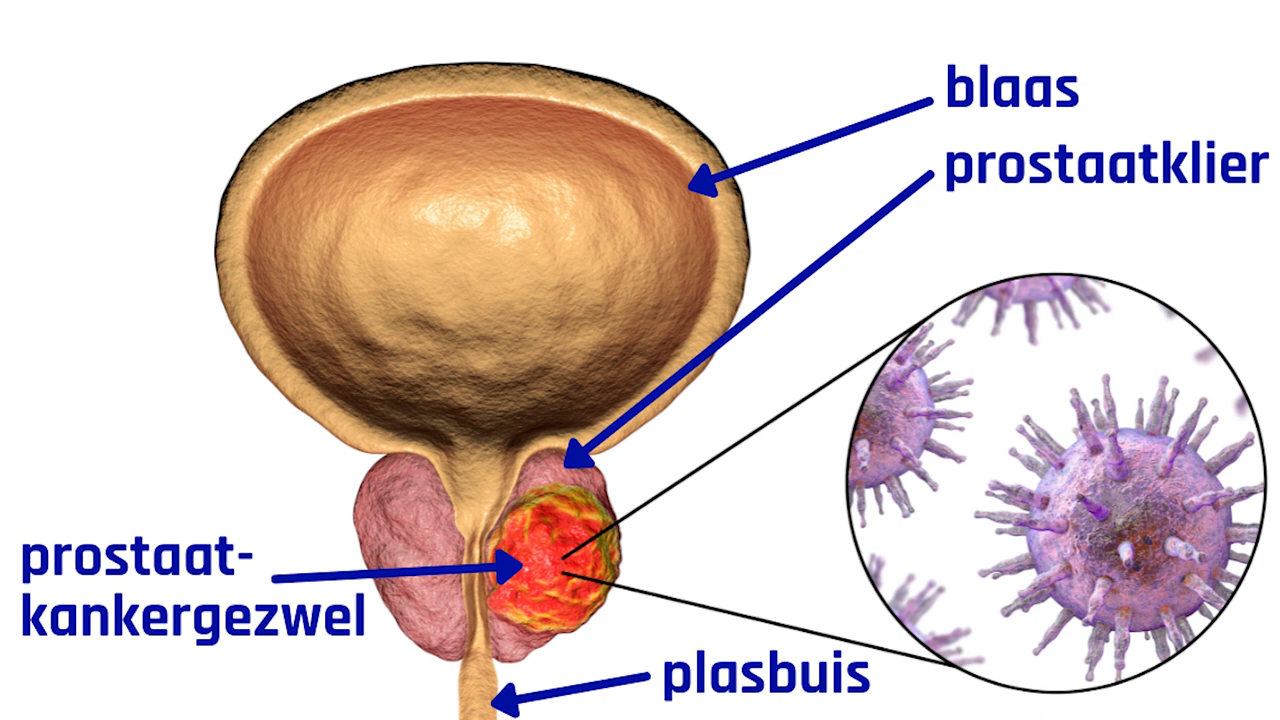 blaas
prostaatklier
prostaat-
kankergezwel
plasbuis